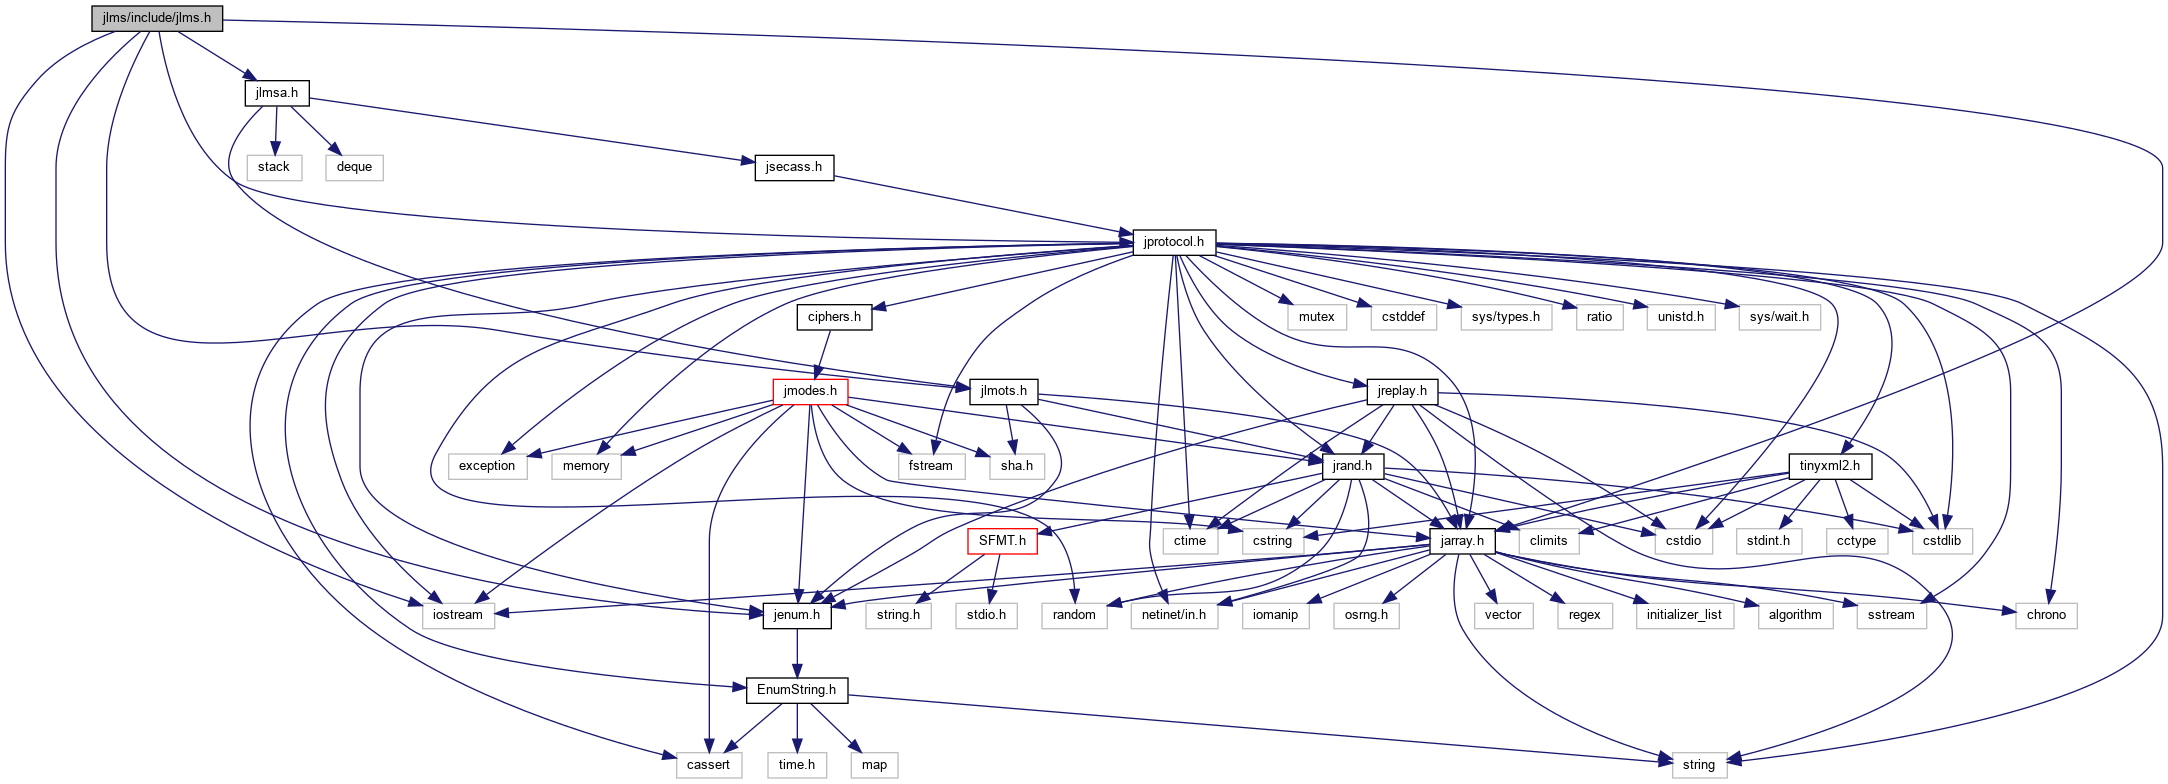 jlms/include/jlms.h
jlmsa.h
stack
deque
jsecass.h
jprotocol.h
ciphers.h
mutex
cstddef
sys/types.h
ratio
unistd.h
sys/wait.h
jmodes.h
jlmots.h
jreplay.h
exception
memory
fstream
sha.h
jrand.h
tinyxml2.h
SFMT.h
ctime
cstring
jarray.h
climits
cstdio
stdint.h
cctype
cstdlib
iostream
jenum.h
string.h
stdio.h
random
netinet/in.h
iomanip
osrng.h
vector
regex
initializer_list
algorithm
sstream
chrono
EnumString.h
cassert
time.h
map
string